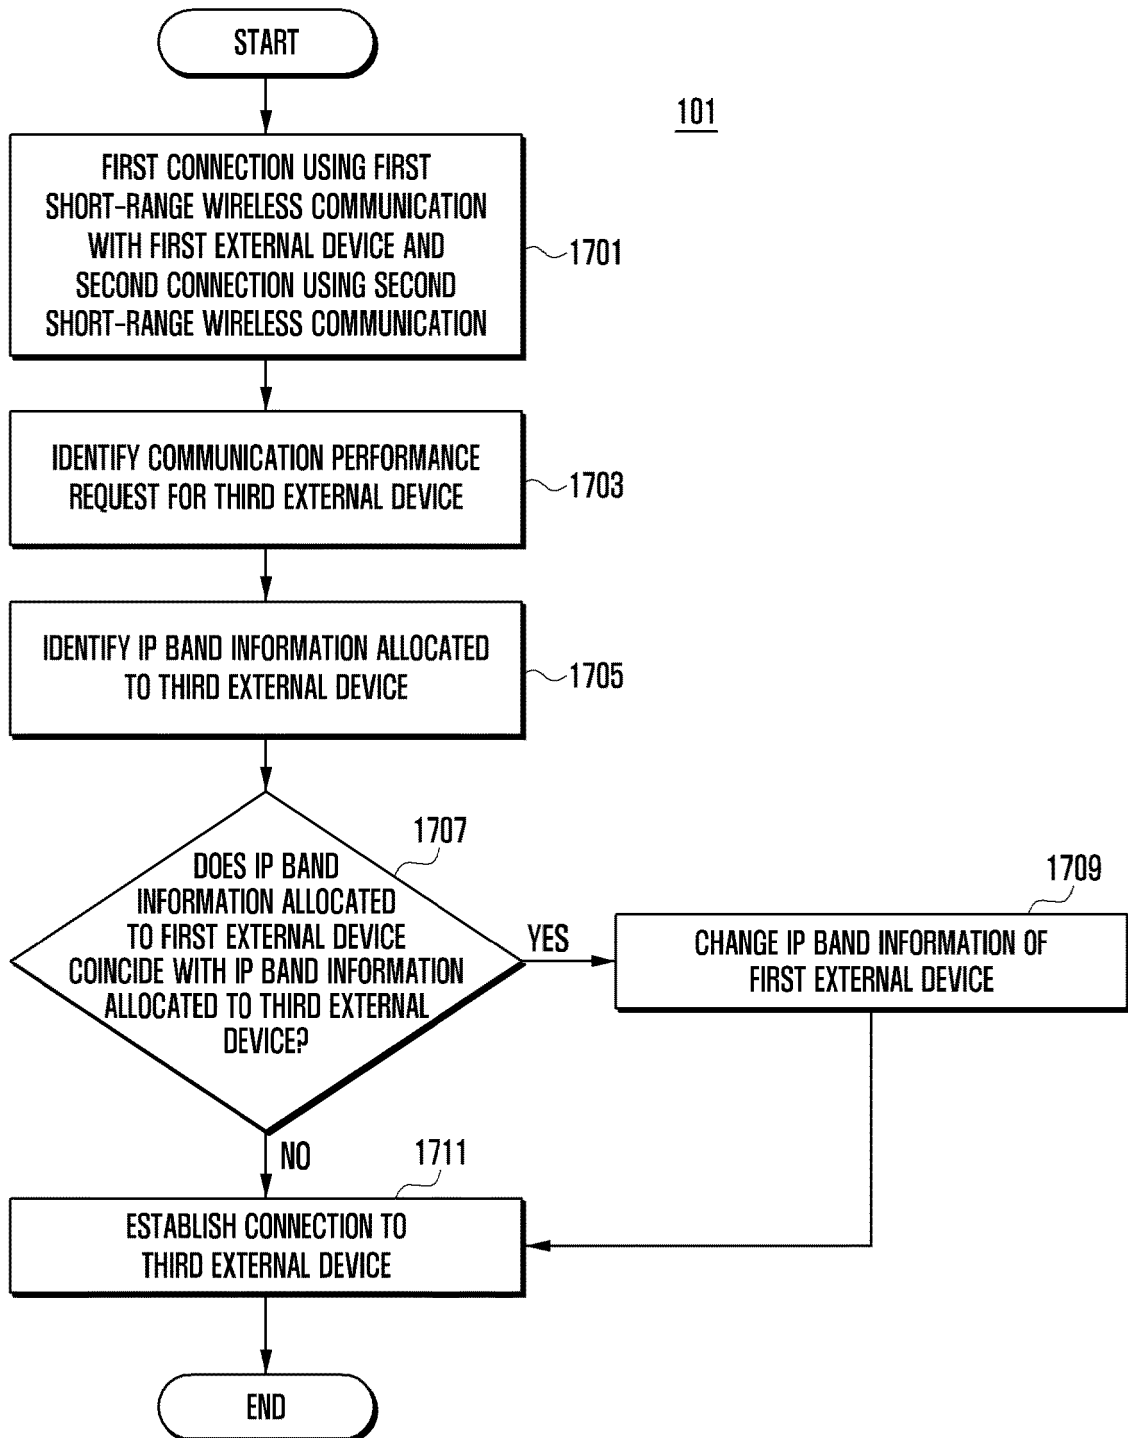 START
101
FIRST CONNECTION USING FIRST
SHORT-RANGE WIRELESS COMMUNICATION
WITH FIRST EXTERNAL DEVICE AND
SECOND CONNECTION USING SECOND
SHORT-RANGE WIRELESS COMMUNICATION
1701
IDENTIFY COMMUNICATION PERFORMANCE
REQUEST FOR THIRD EXTERNAL DEVICE
1703
IDENTIFY IP BAND INFORMATION ALLOCATED
TO THIRD EXTERNAL DEVICE
1705
1707
DOES IP BAND
INFORMATION ALLOCATED
TO FIRST EXTERNAL DEVICE
COINCIDE WITH IP BAND INFORMATION
ALLOCATED TO THIRD EXTERNAL
DEVICE?
YES
1709
CHANGE IP BAND INFORMATION OF
FIRST EXTERNAL DEVICE
NO
1711
ESTABLISH CONNECTION TO
THIRD EXTERNAL DEVICE
END